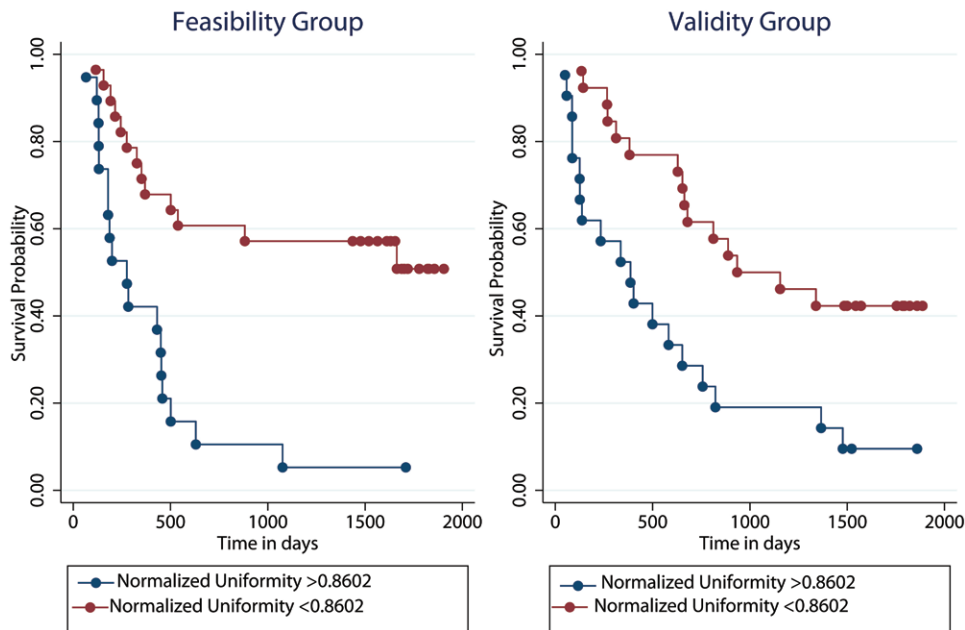 Feasibility Group
Survival Probability
1.00
0.80
0.60
0.40
0.20
0.00
0 500 1000 1500 2000
Time in days
Normalized Uniformity >0.8602
Normalized Uniformity <0.8602
Validity Group
Survival Probability
1.00
0.80
0.60
0.40
0.20
0.00
0 500 1000 1500 2000
Time in days
Normalized Uniformity >0.8602
Normalized Uniformity <0.8602